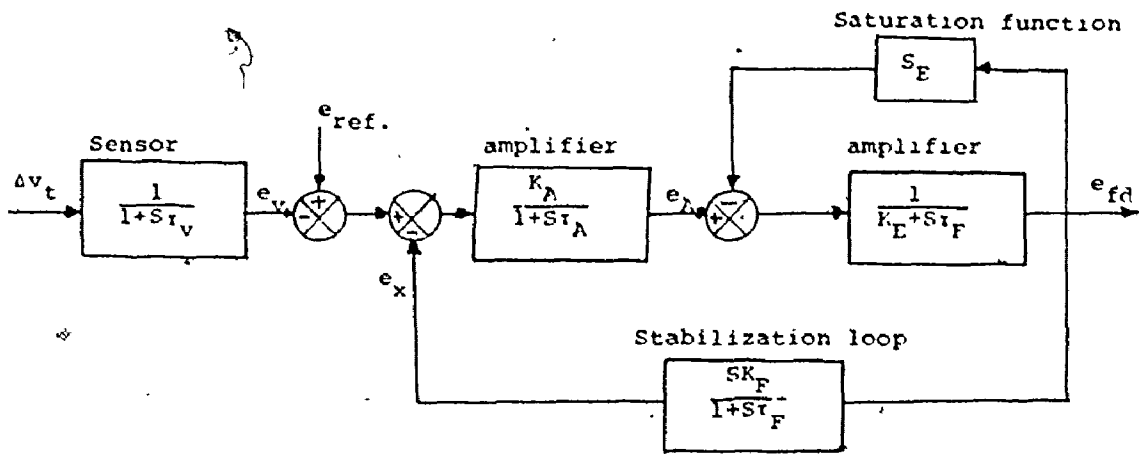 Saturation function
S_E
e_ref.
Sensor
amplifier
amplifier
Δv_t
1
1+Sτ_v
e_v
+
-
+
-
K_A
1+Sτ_A
e_A
-
+
1
K_E+Sτ_F
e_fd
e_x
Stabilization loop
SK_F
1+Sτ_F